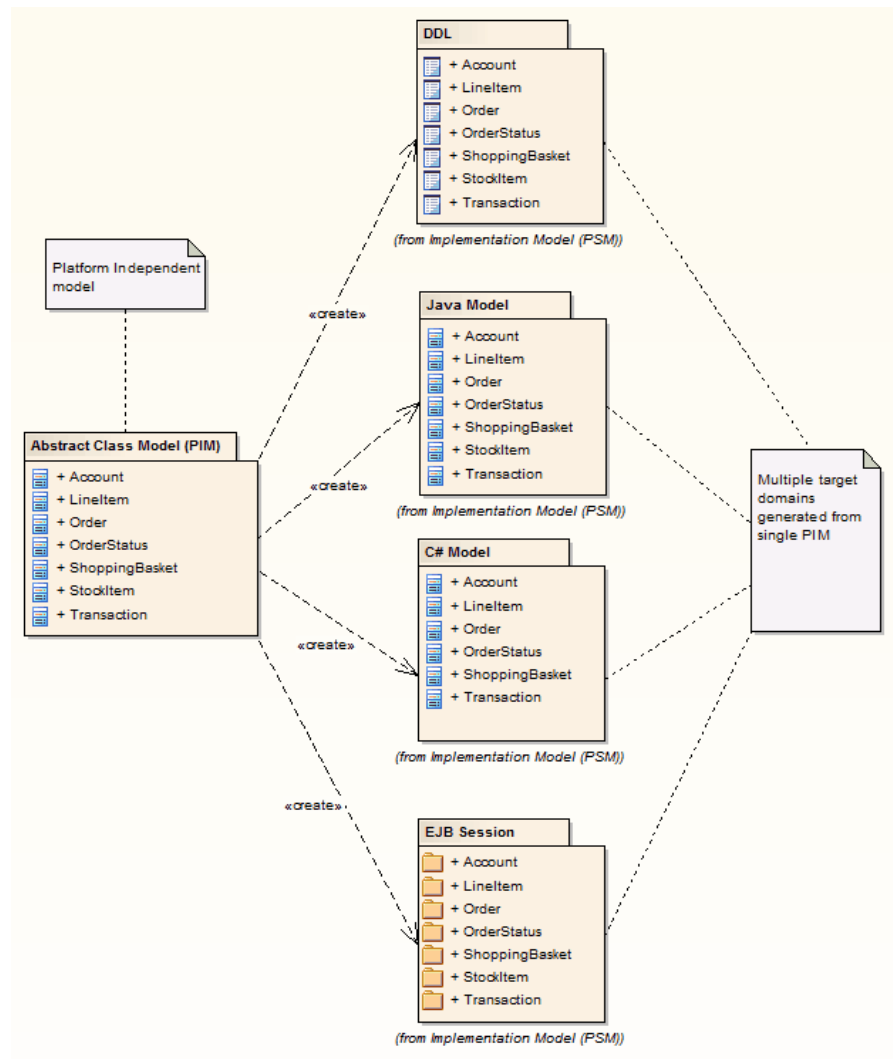 DDL
+ Account
+ LineItem
+ Order
+ OrderStatus
+ ShoppingBasket
+ StockItem
+ Transaction
(from Implementation Model (PSM))
Platform Independent
model
«create»
Java Model
+ Account
+ LineItem
+ Order
+ OrderStatus
+ ShoppingBasket
+ StockItem
+ Transaction
(from Implementation Model (PSM))
«create»
Abstract Class Model (PIM)
+ Account
+ LineItem
+ Order
+ OrderStatus
+ ShoppingBasket
+ StockItem
+ Transaction
Multiple target
domains
generated from
single PIM
C# Model
+ Account
+ LineItem
+ Order
+ OrderStatus
+ ShoppingBasket
+ Transaction
(from Implementation Model (PSM))
«create»
«create»
EJB Session
+ Account
+ LineItem
+ Order
+ OrderStatus
+ ShoppingBasket
+ StockItem
+ Transaction
(from Implementation Model (PSM))